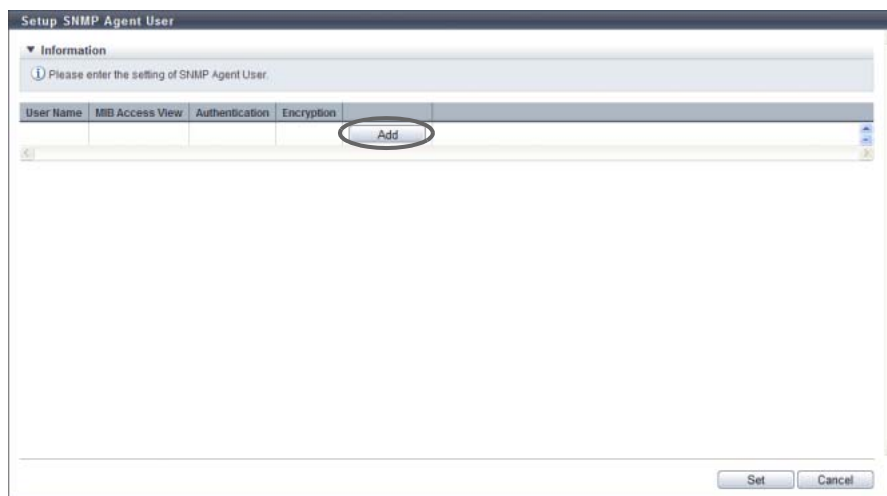 Setup SNMP Agent User
▼ Information
Please enter the setting of SNMP Agent User.
User Name MIB Access View Authentication Encryption
Add
Set Cancel